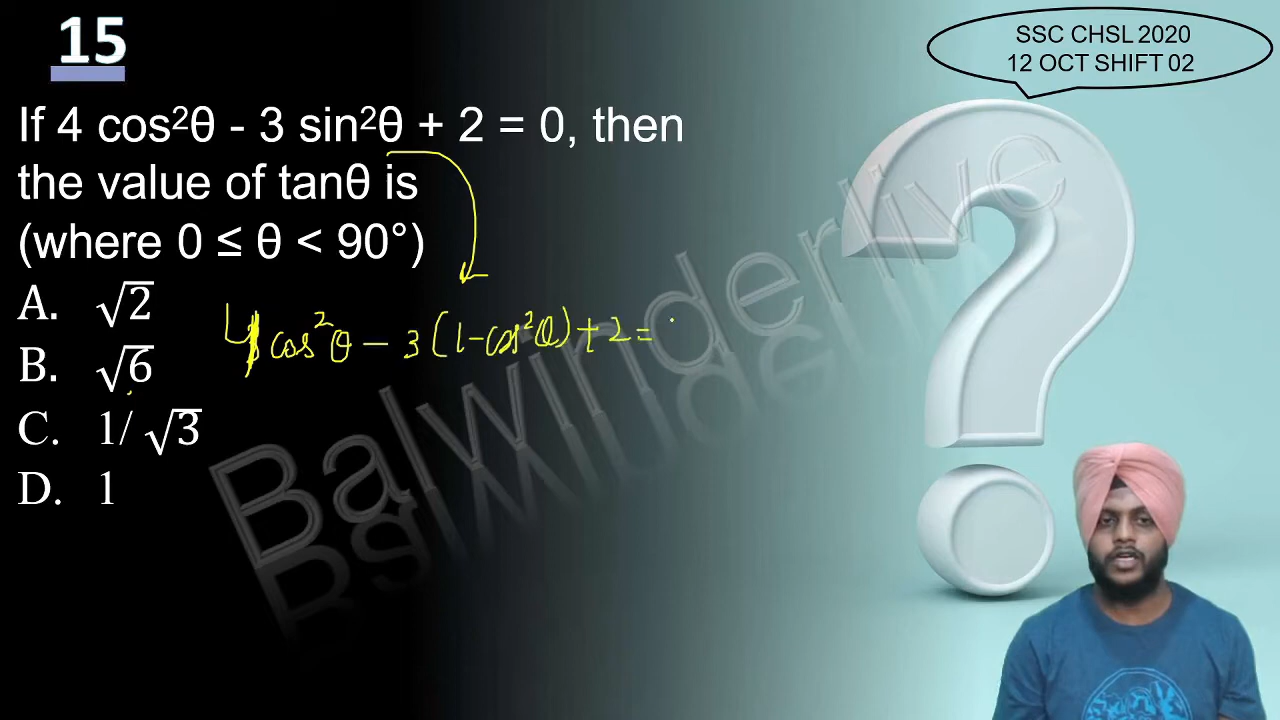 15
SSC CHSL 2020
12 OCT SHIFT 02
If 4 cos²θ - 3 sin²θ + 2 = 0, then
the value of tanθ is
(where 0 ≤ θ < 90°)
A. √2
4 cos²θ − 3 (1-cos²θ) + 2 =
B. √6
C. 1/ √3
D. 1
Balwinderlive